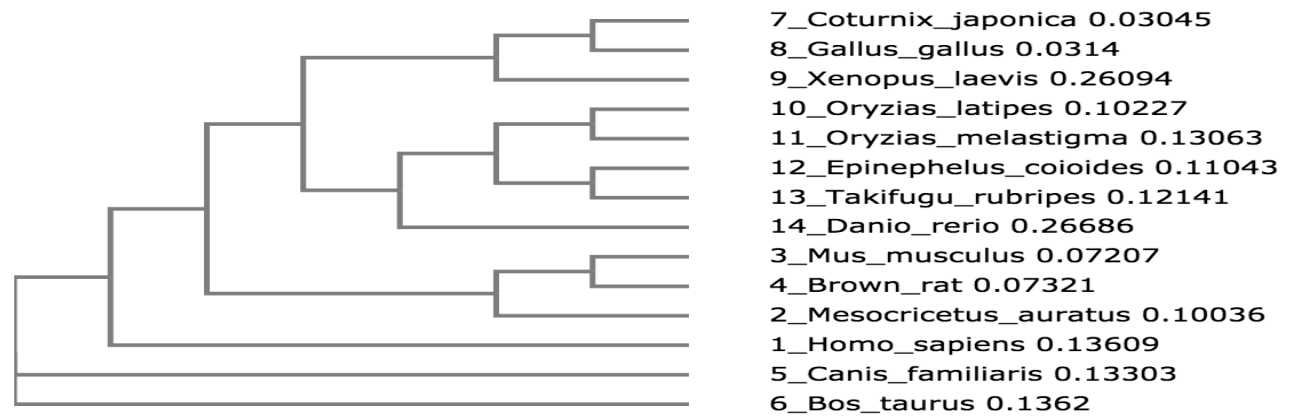 7_Coturnix_japonica 0.03045
8_Gallus_gallus 0.0314
9_Xenopus_laevis 0.26094
10_Oryzias_latipes 0.10227
11_Oryzias_melastigma 0.13063
12_Epinephelus_coioides 0.11043
13_Takifugu_rubripes 0.12141
14_Danio_rerio 0.26686
3_Mus_musculus 0.07207
4_Brown_rat 0.07321
2_Mesocricetus_auratus 0.10036
1_Homo_sapiens 0.13609
5_Canis_familiaris 0.13303
6_Bos_taurus 0.1362